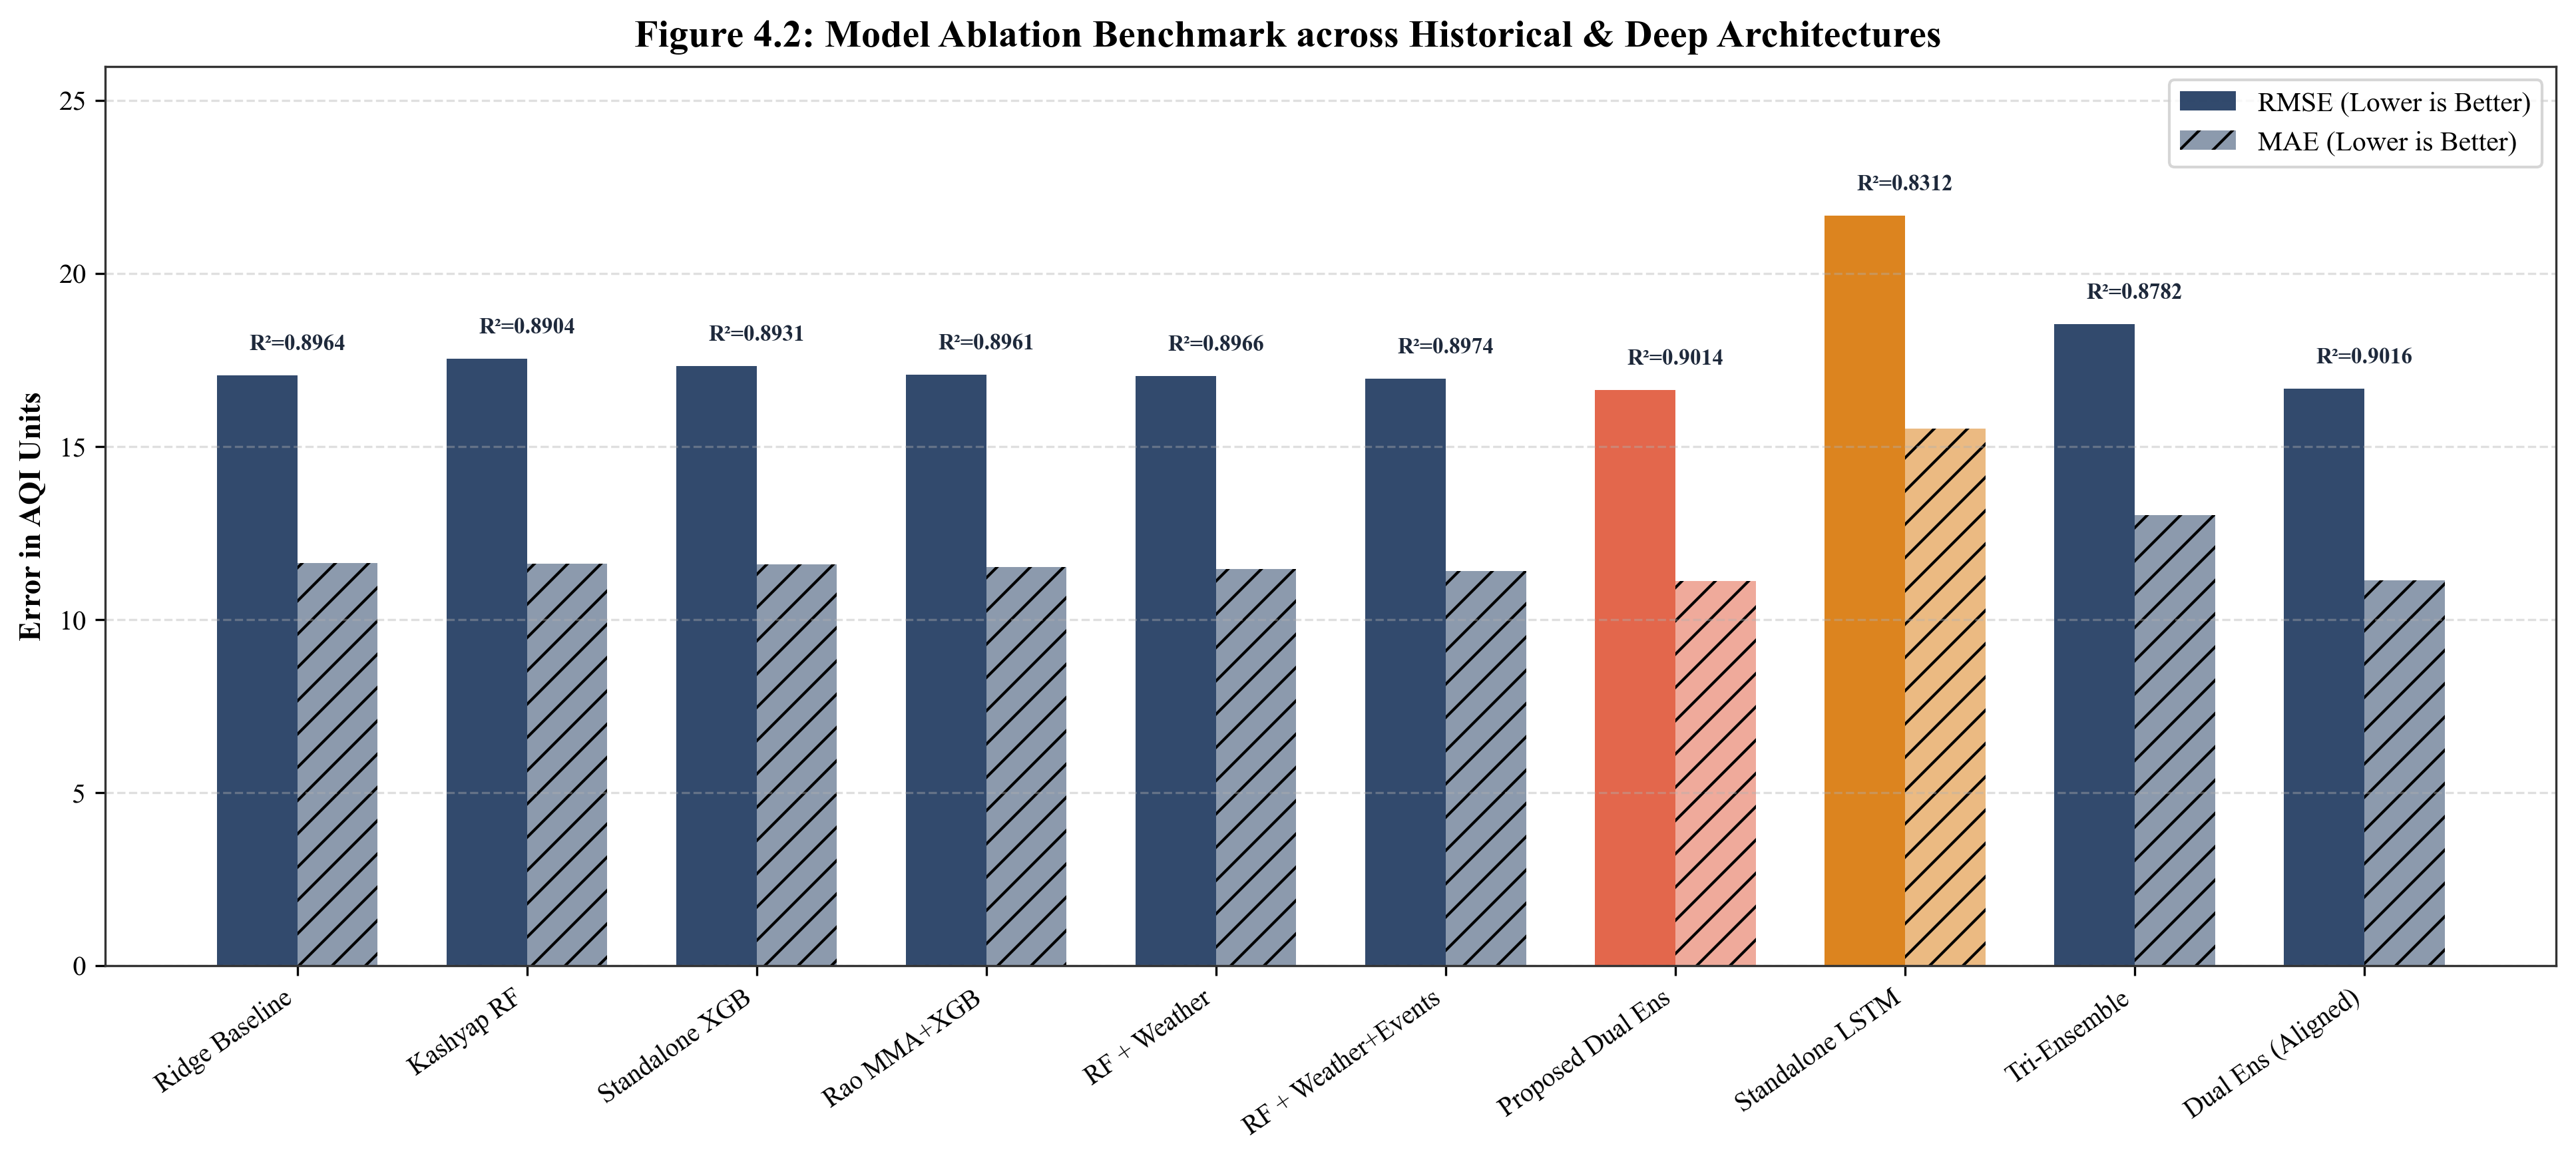 Figure 4.2: Model Ablation Benchmark across Historical & Deep Architectures
RMSE (Lower is Better)
MAE (Lower is Better)
Error in AQI Units
25
20
15
10
5
0
R²=0.8964
R²=0.8904
R²=0.8931
R²=0.8961
R²=0.8966
R²=0.8974
R²=0.9014
R²=0.8312
R²=0.8782
R²=0.9016
Ridge Baseline
Kashyap RF
Standalone XGB
Rao MMA+XGB
RF + Weather
RF + Weather+Events
Proposed Dual Ens
Standalone LSTM
Tri-Ensemble
Dual Ens (Aligned)